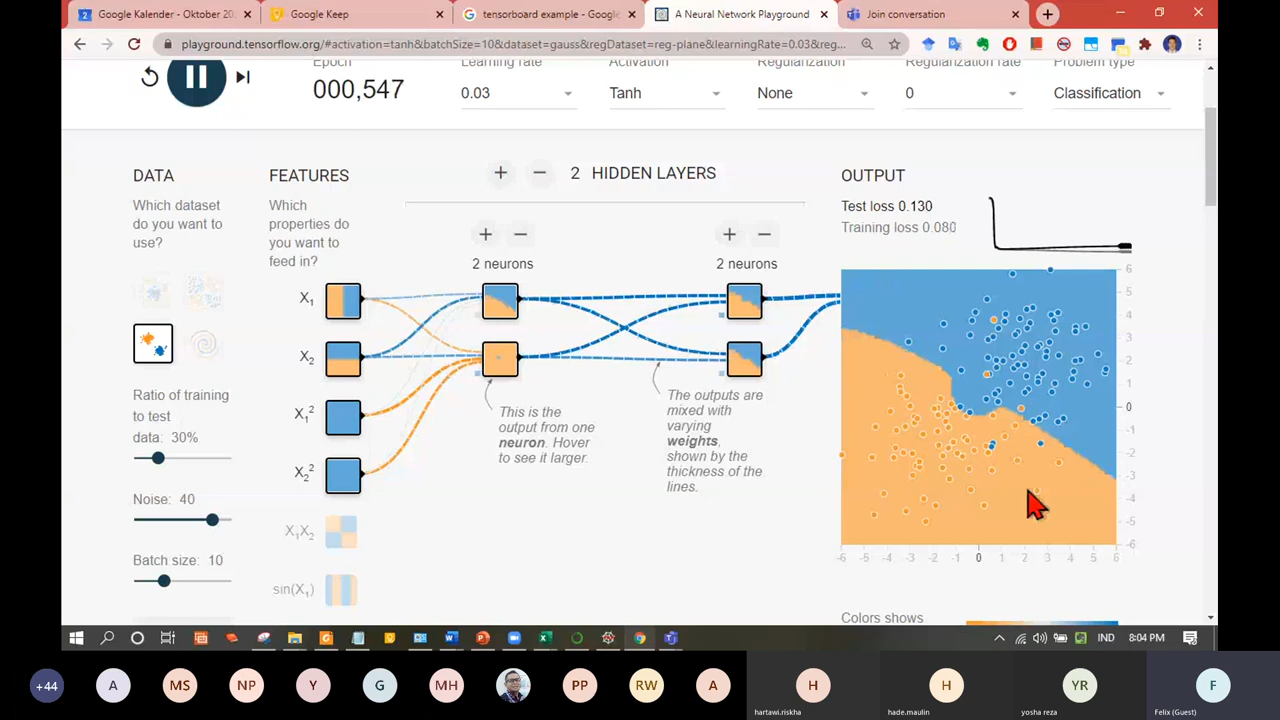 Google Kalender - Oktober 20
Google Keep
tensorboard example - Google
A Neural Network Playground
Join conversation
playground.tensorflow.org/#activation=tanh&batchSize=10&dataset=gauss&regDataset=reg-plane&learningRate=0.03&reg...
Epoch
Learning rate
Activation
Regularization
Regularization rate
Problem type
000,547
0.03
Tanh
None
0
Classification
DATA
Which dataset
do you want to
use?
Ratio of training
to test
data: 30%
Noise: 40
Batch size: 10
FEATURES
Which
properties do
you want to
feed in?
X1
X2
X1²
X2²
X1X2
sin(X1)
+ − 2 HIDDEN LAYERS
+ −
2 neurons
+ −
2 neurons
This is the
output from one
neuron. Hover
to see it larger.
The outputs are
mixed with
varying
weights,
shown by the
thickness of the
lines.
OUTPUT
Test loss 0.130
Training loss 0.080
6
5
4
3
2
1
0
-1
-2
-3
-4
-5
-6
-6 -5 -4 -3 -2 -1 0 1 2 3 4 5 6
Colors shows
IND
8:04 PM
+44
A
MS
NP
Y
G
MH
PP
RW
A
H
hartawi.riskha
H
hade.maulin
YR
yosha reza
F
Felix (Guest)